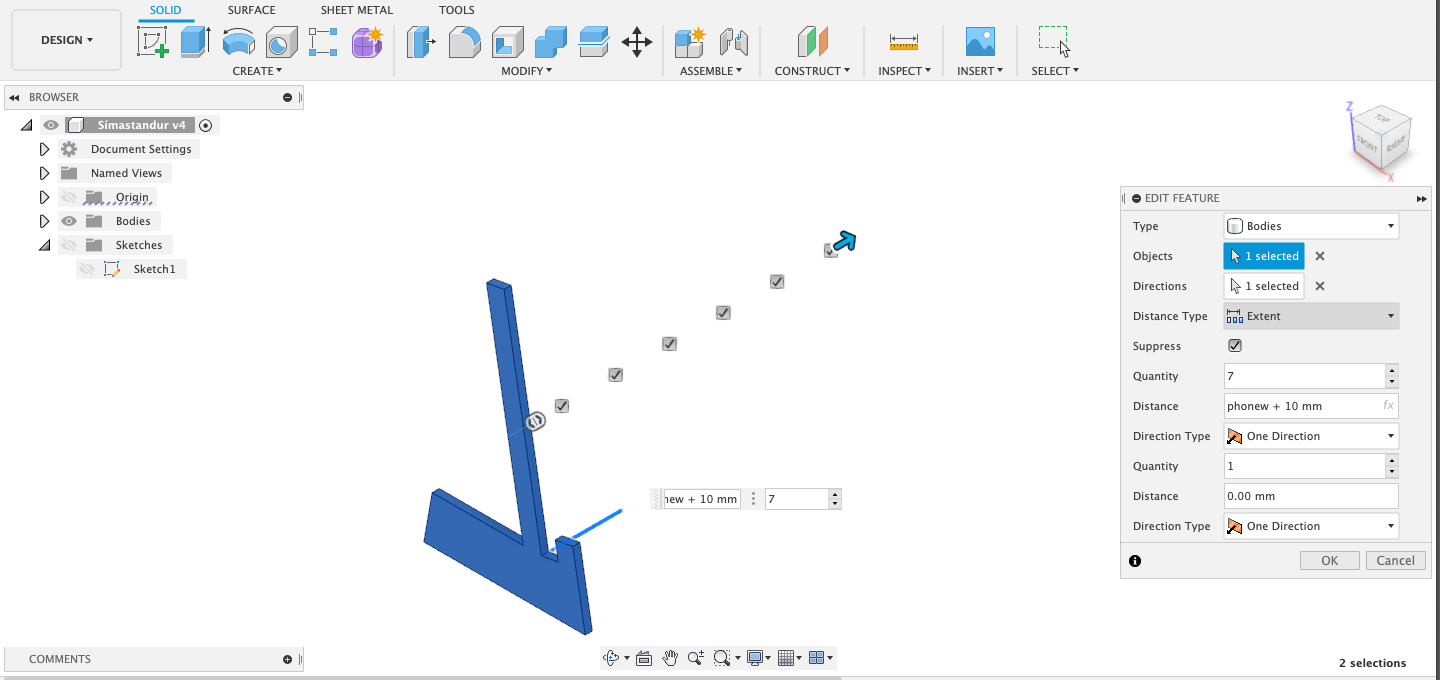 SOLID SURFACE SHEET METAL TOOLS
DESIGN
CREATE MODIFY ASSEMBLE CONSTRUCT INSPECT INSERT SELECT
BROWSER
Símastandur v4
Document Settings
Named Views
Origin
Bodies
Sketches
Sketch1
Z
TOP
FRONT
RIGHT
X
EDIT FEATURE
Type Bodies
Objects 1 selected
Directions 1 selected
Distance Type Extent
Suppress
Quantity 7
Distance phonew + 10 mm fx
Direction Type One Direction
Quantity 1
Distance 0.00 mm
Direction Type One Direction
OK Cancel
new + 10 mm 7
COMMENTS
2 selections